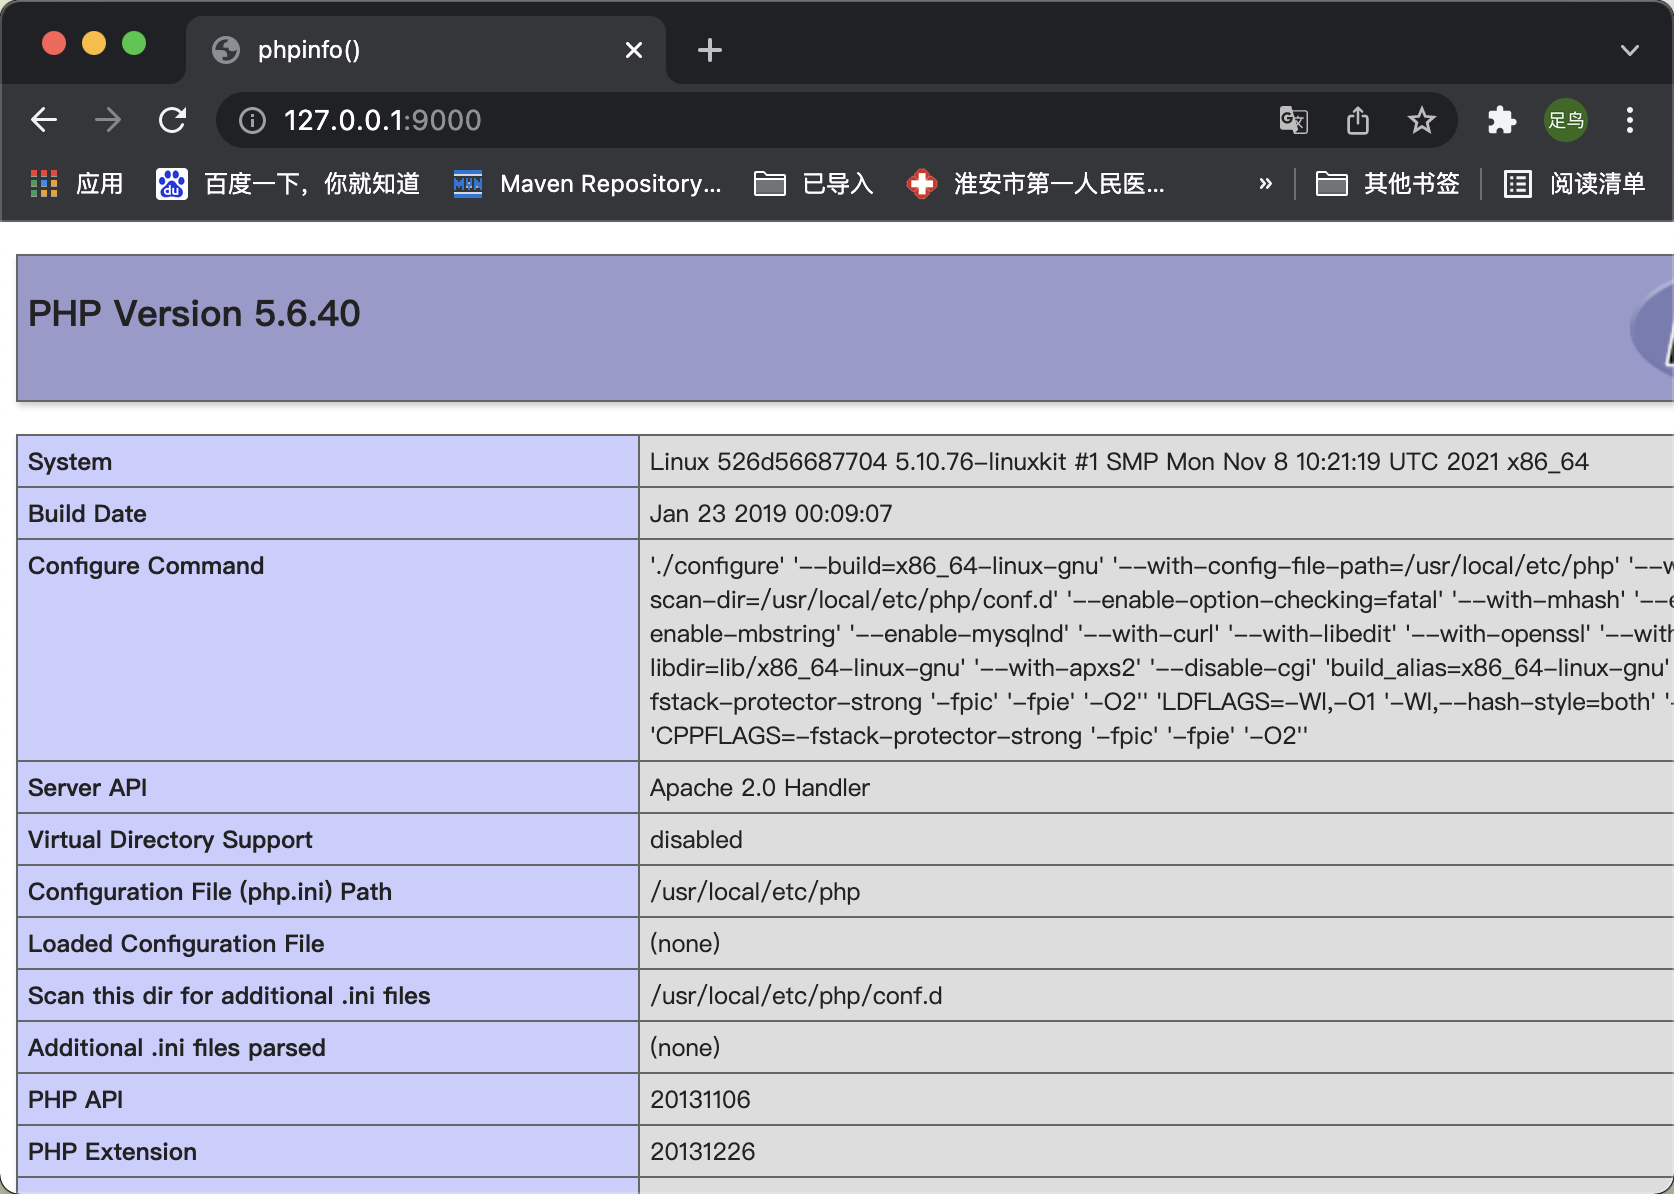 phpinfo()
127.0.0.1:9000
足鸟
应用
百度一下，你就知道
Maven Repository...
已导入
淮安市第一人民医...
»
其他书签
阅读清单
PHP Version 5.6.40
System
Linux 526d56687704 5.10.76-linuxkit #1 SMP Mon Nov 8 10:21:19 UTC 2021 x86_64
Build Date
Jan 23 2019 00:09:07
Configure Command
'./configure' '--build=x86_64-linux-gnu' '--with-config-file-path=/usr/local/etc/php' '--w
scan-dir=/usr/local/etc/php/conf.d' '--enable-option-checking=fatal' '--with-mhash' '--e
enable-mbstring' '--enable-mysqlnd' '--with-curl' '--with-libedit' '--with-openssl' '--with
libdir=lib/x86_64-linux-gnu' '--with-apxs2' '--disable-cgi' 'build_alias=x86_64-linux-gnu'
fstack-protector-strong '-fpic' '-fpie' '-O2'' 'LDFLAGS=-Wl,-O1 '-Wl,--hash-style=both' '-
'CPPFLAGS=-fstack-protector-strong '-fpic' '-fpie' '-O2''
Server API
Apache 2.0 Handler
Virtual Directory Support
disabled
Configuration File (php.ini) Path
/usr/local/etc/php
Loaded Configuration File
(none)
Scan this dir for additional .ini files
/usr/local/etc/php/conf.d
Additional .ini files parsed
(none)
PHP API
20131106
PHP Extension
20131226